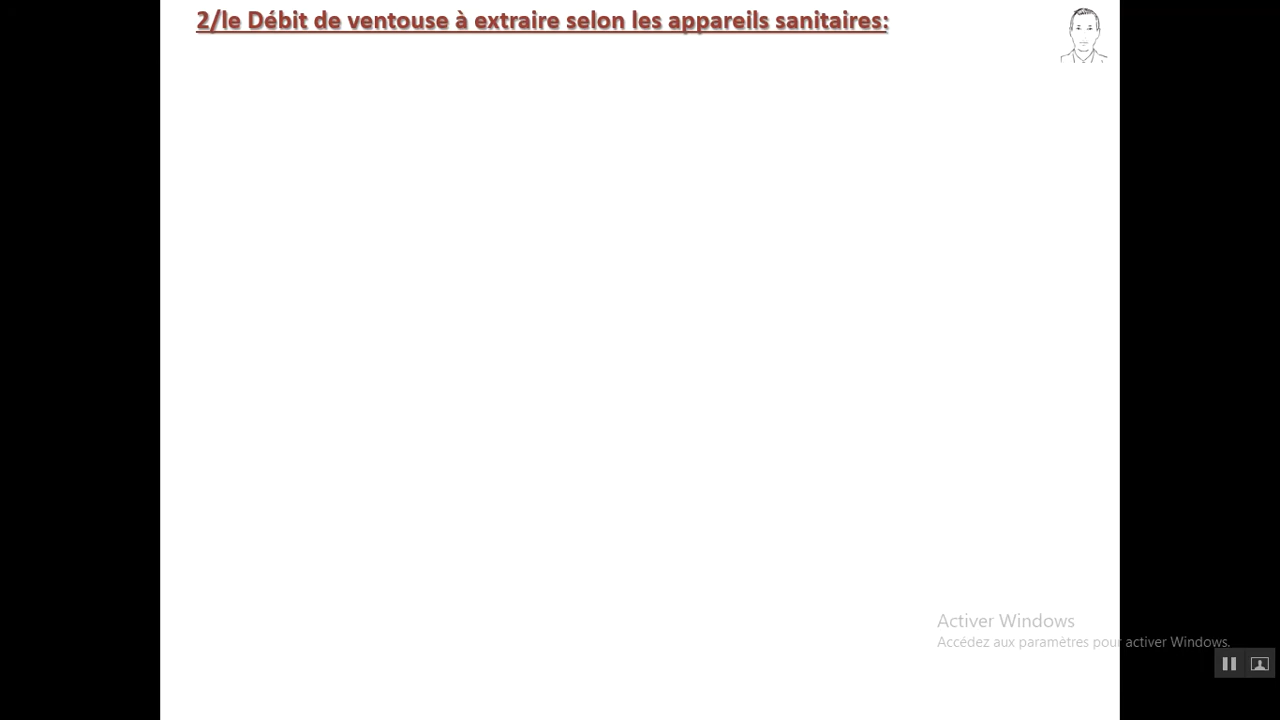 2/le Débit de ventouse à extraire selon les appareils sanitaires:
Activer Windows
Accédez aux paramètres pour activer Windows.